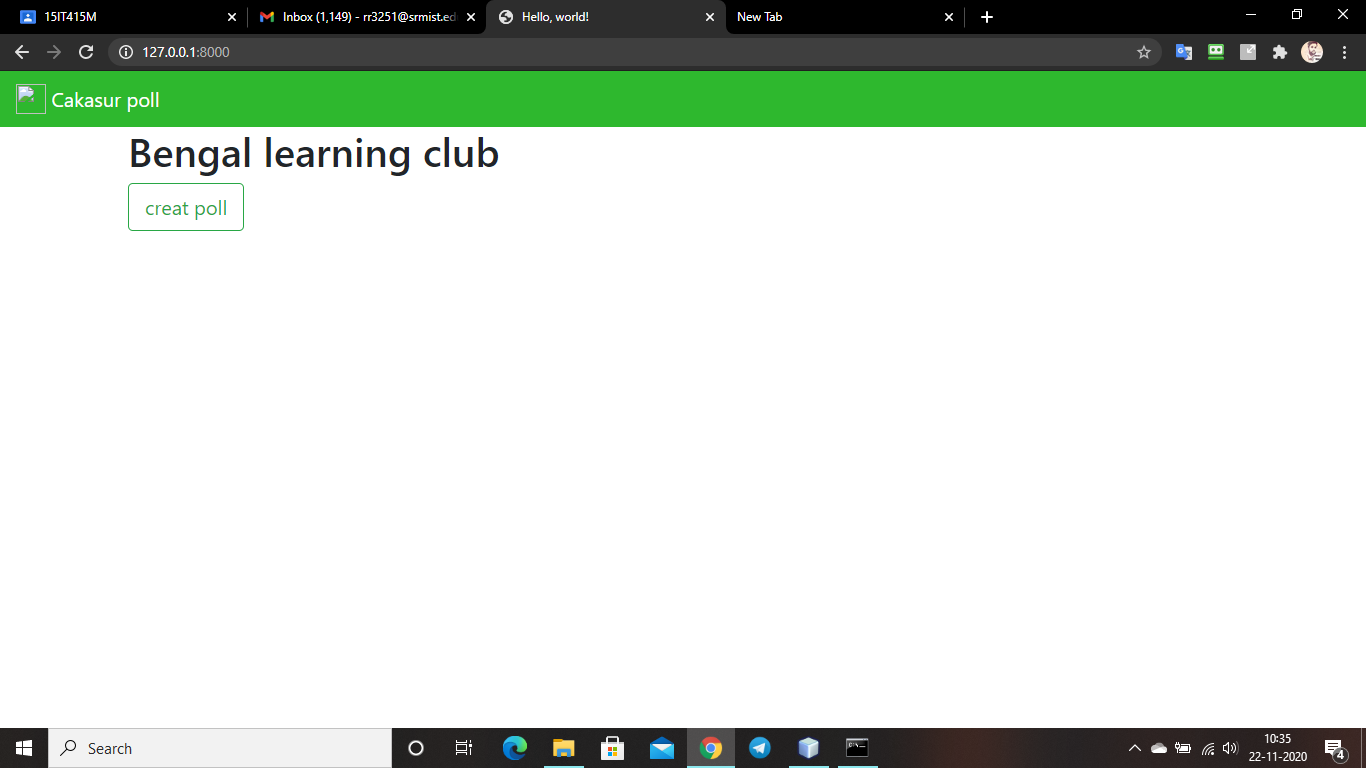 15IT415M
Inbox (1,149) - rr3251@srmist.ed
Hello, world!
New Tab
127.0.0.1:8000
Cakasur poll
Bengal learning club
creat poll
Search
10:35
22-11-2020
4